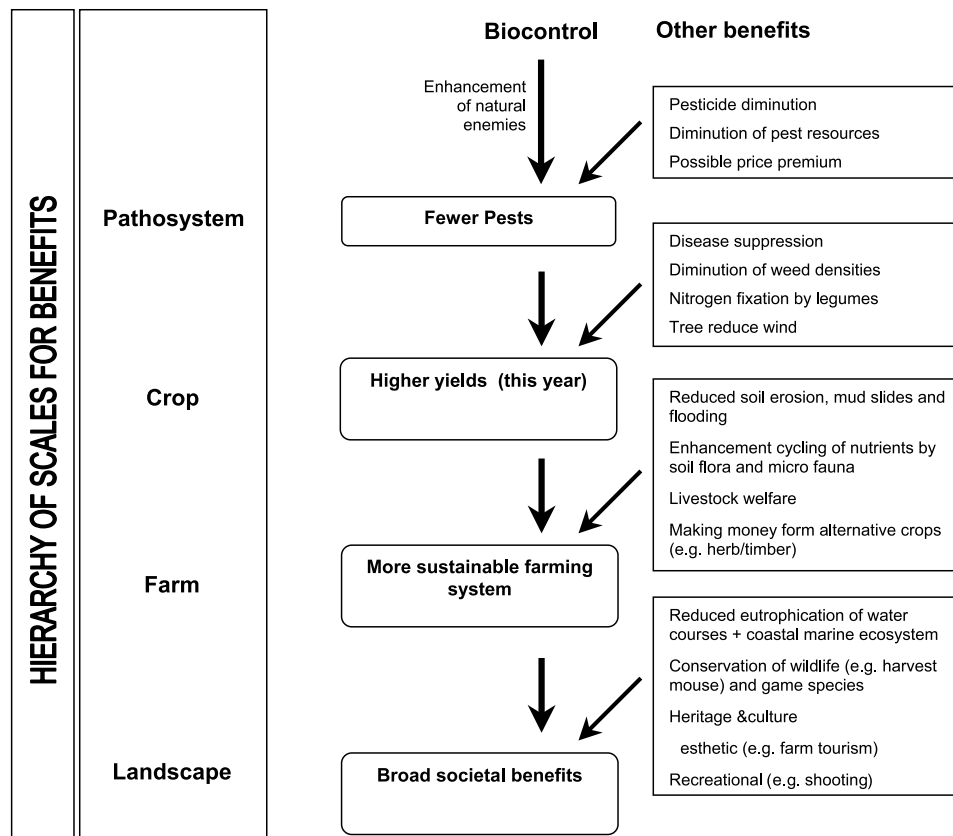 HIERARCHY OF SCALES FOR BENEFITS
Biocontrol
Other benefits
Enhancement
of natural
enemies
Pesticide diminution
Diminution of pest resources
Possible price premium
Pathosystem
Fewer Pests
Disease suppression
Diminution of weed densities
Nitrogen fixation by legumes
Tree reduce wind
Crop
Higher yields (this year)
Reduced soil erosion, mud slides and
flooding
Enhancement cycling of nutrients by
soil flora and micro fauna
Livestock welfare
Making money form alternative crops
(e.g. herb/timber)
Farm
More sustainable farming
system
Reduced eutrophication of water
courses + coastal marine ecosystem
Conservation of wildlife (e.g. harvest
mouse) and game species
Heritage &culture
esthetic (e.g. farm tourism)
Recreational (e.g. shooting)
Landscape
Broad societal benefits